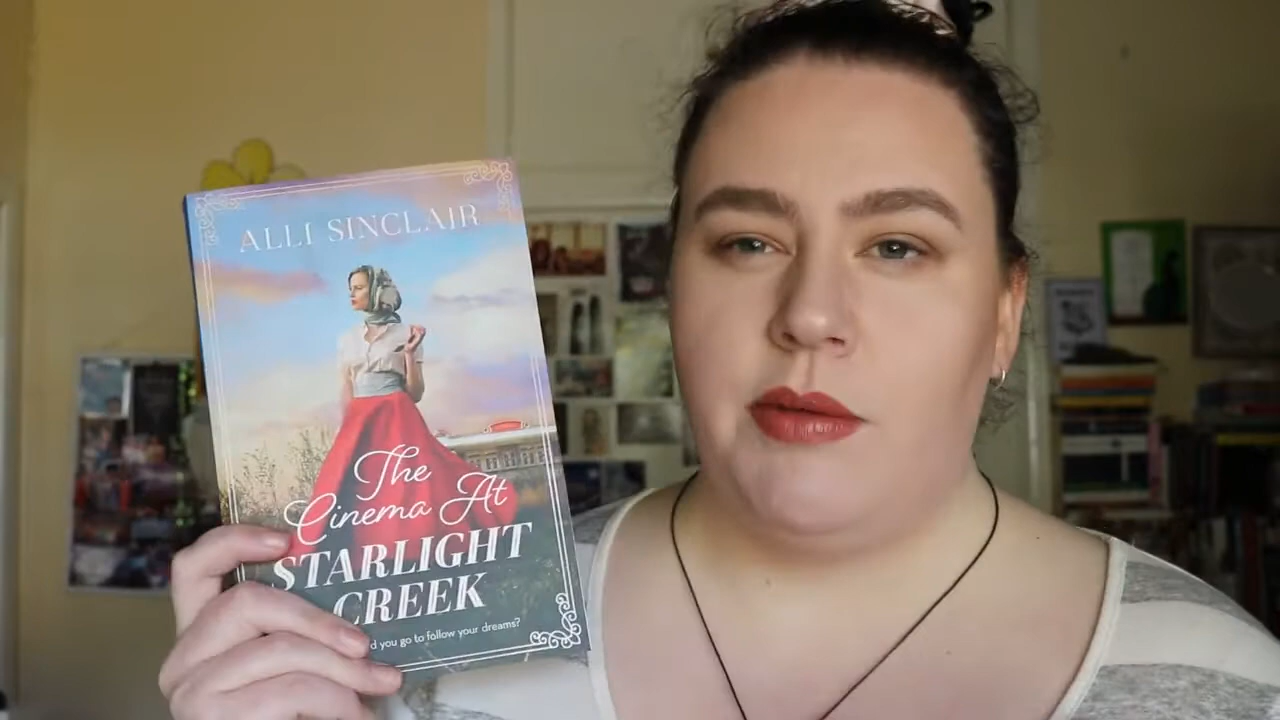 ALLI SINCLAIR
The
Cinema At
STARLIGHT
CREEK
you go to follow your dreams?